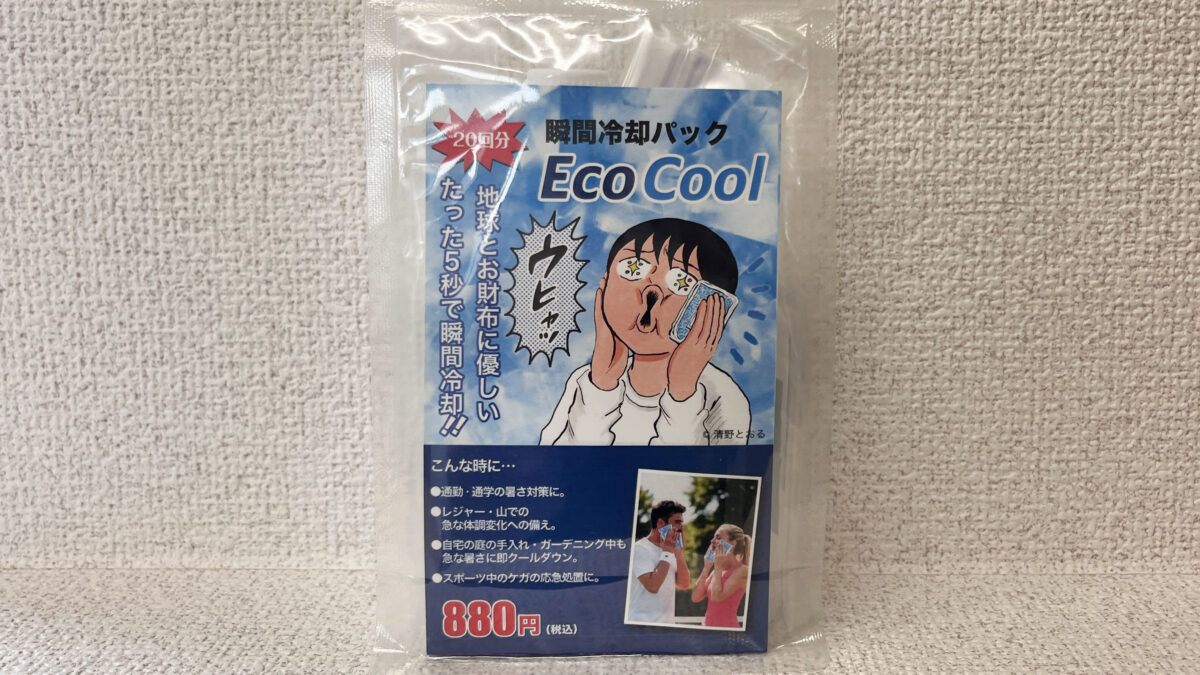 20回分
瞬間冷却パック
Eco Cool
地球とお財布に優しい
たった5秒で瞬間冷却!!
ウヒャッ
© 清野とおる
こんな時に…
●通勤・通学の暑さ対策に。
●レジャー・山での
急な体調変化への備え。
●自宅の庭の手入れ・ガーデニング中も
急な暑さに即クールダウン。
●スポーツ中のケガの応急処置に。
880円(税込)